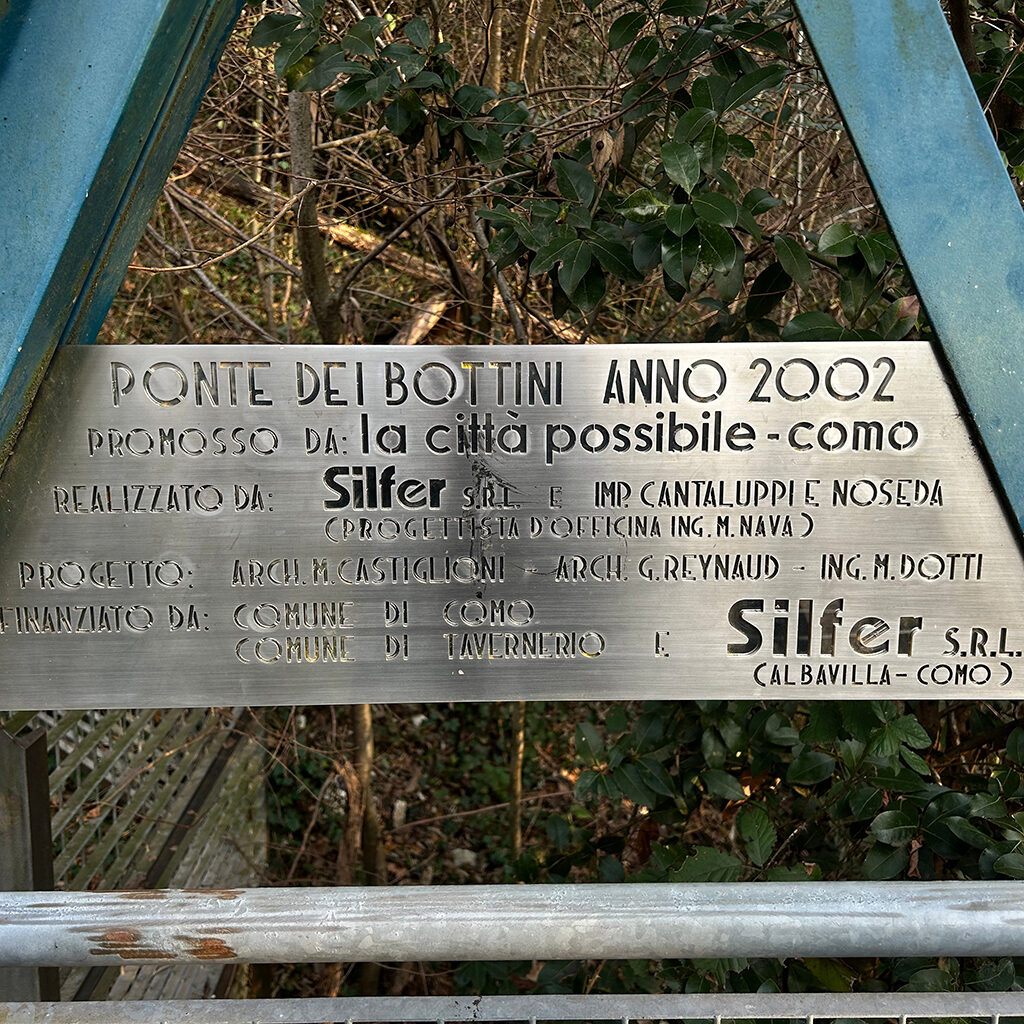 PONTE DEI BOTTINI ANNO 2002
PROMOSSO DA: la città possibile - como
REALIZZATO DA: Silfer S.R.L. E IMP. CANTALUPPI E NOSEDA
(PROGETTISTA D'OFFICINA ING. M. NAVA)
PROGETTO: ARCH. M. CASTIGLIONI - ARCH. G. REYNAUD - ING. M. DOTTI
FINANZIATO DA: COMUNE DI COMO
COMUNE DI TAVERNERIO E Silfer S.R.L.
(ALBAVILLA - COMO)